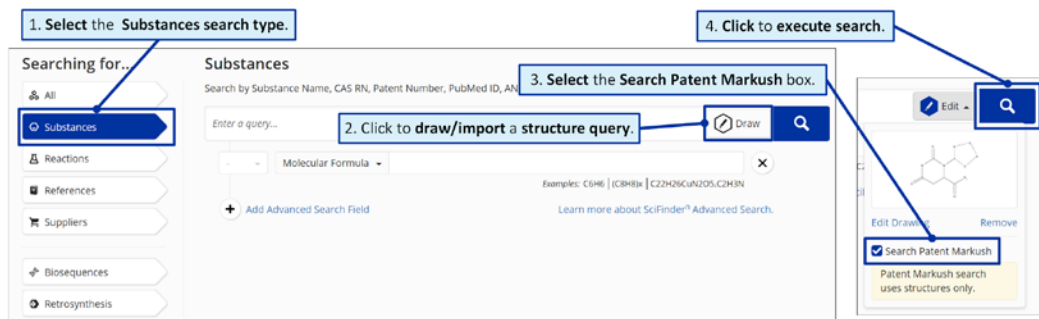 1. Select the Substances search type.
4. Click to execute search.
Searching for...
Substances
3. Select the Search Patent Markush box.
All
Search by Substance Name, CAS RN, Patent Number, PubMed ID, AN
Edit
Substances
Enter a query...
2. Click to draw/import a structure query.
Draw
Reactions
Molecular Formula
References
Examples: C6H6 | (C8H8)x | C22H26CuN2O5.C2H3N
Suppliers
Add Advanced Search Field
Learn more about SciFinderⁿ Advanced Search.
Edit Drawing
Remove
Search Patent Markush
Biosequences
Patent Markush search
uses structures only.
Retrosynthesis